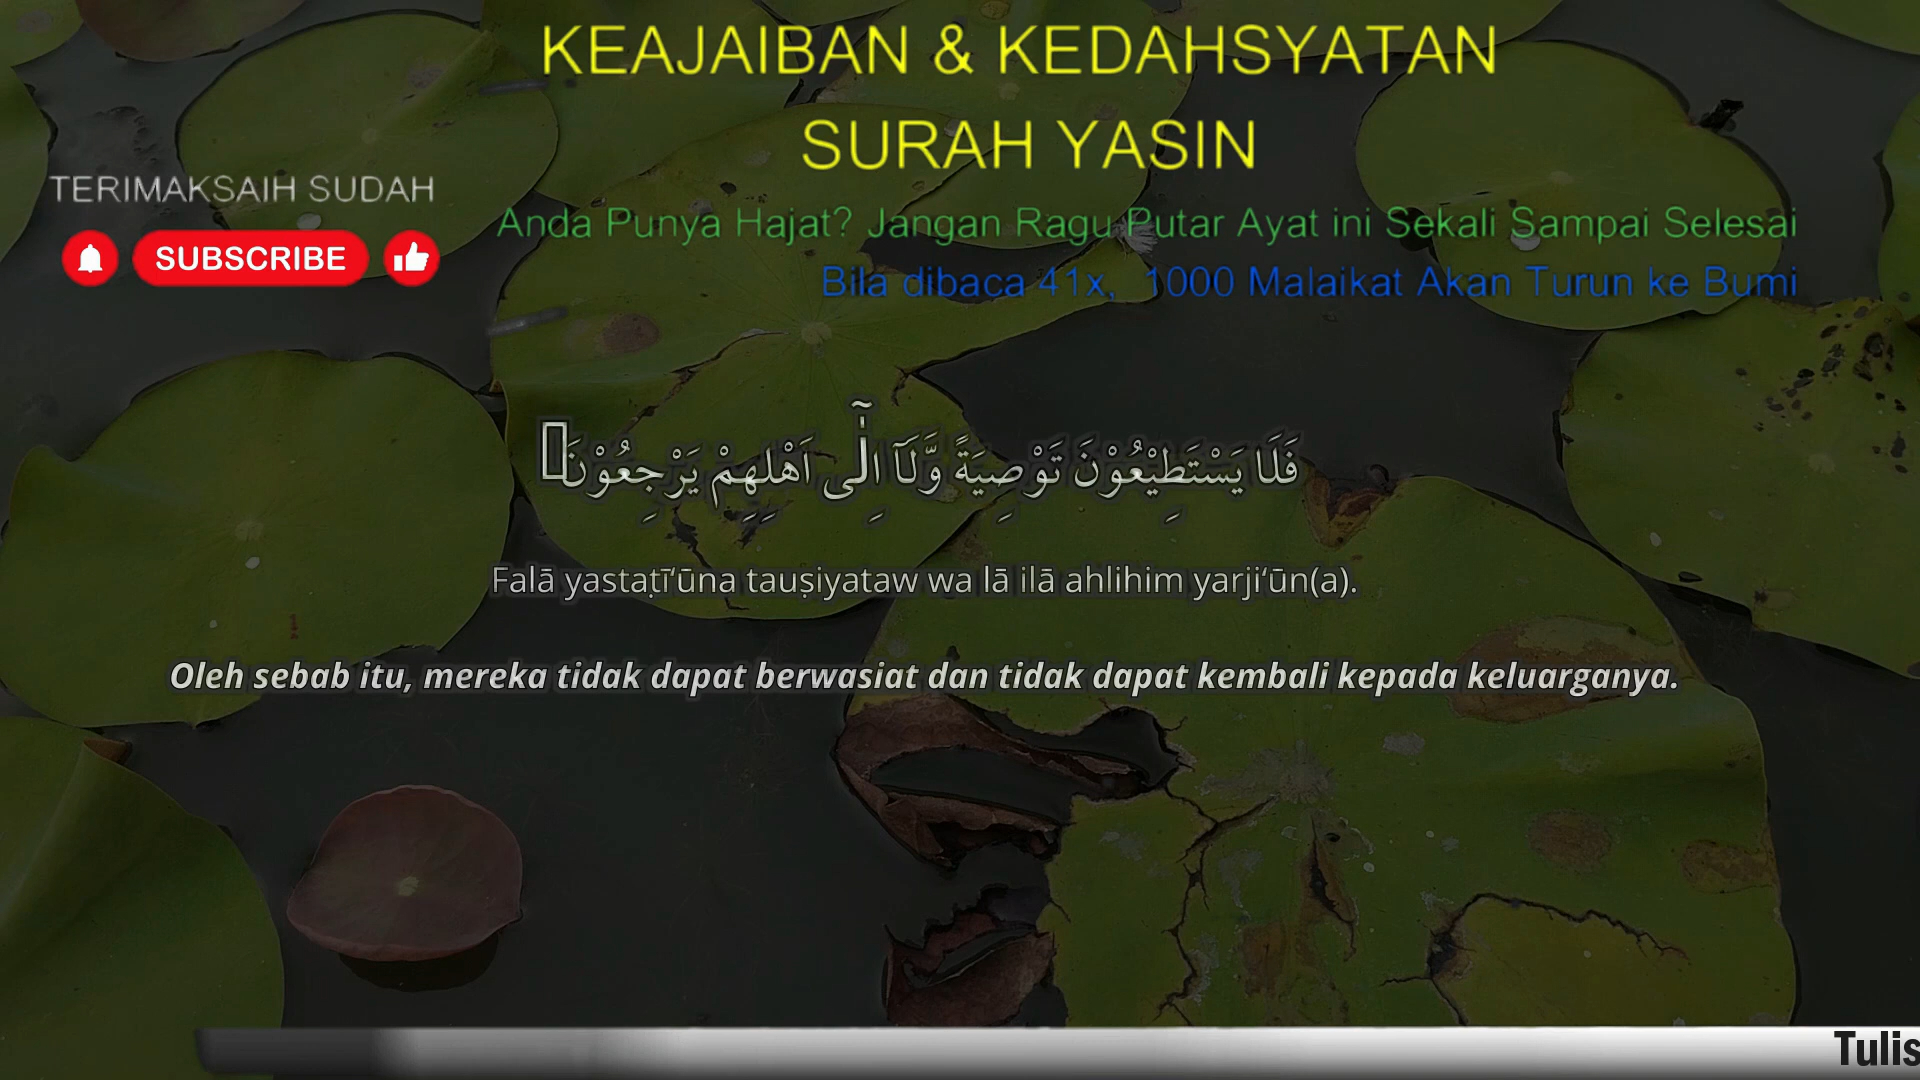 KEAJAIBAN & KEDAHSYATAN
SURAH YASIN
TERIMAKSAIH SUDAH
SUBSCRIBE
Anda Punya Hajat? Jangan Ragu Putar Ayat ini Sekali Sampai Selesai
Bila dibaca 41x, 1000 Malaikat Akan Turun ke Bumi
فَلَا يَسْتَطِيْعُوْنَ تَوْصِيَةً وَّلَآ اِلٰٓى اَهْلِهِمْ يَرْجِعُوْنَ
Falā yastaṭī‘ūna tauṣiyataw wa lā ilā ahlihim yarji‘ūn(a).
Oleh sebab itu, mereka tidak dapat berwasiat dan tidak dapat kembali kepada keluarganya.
Tulis